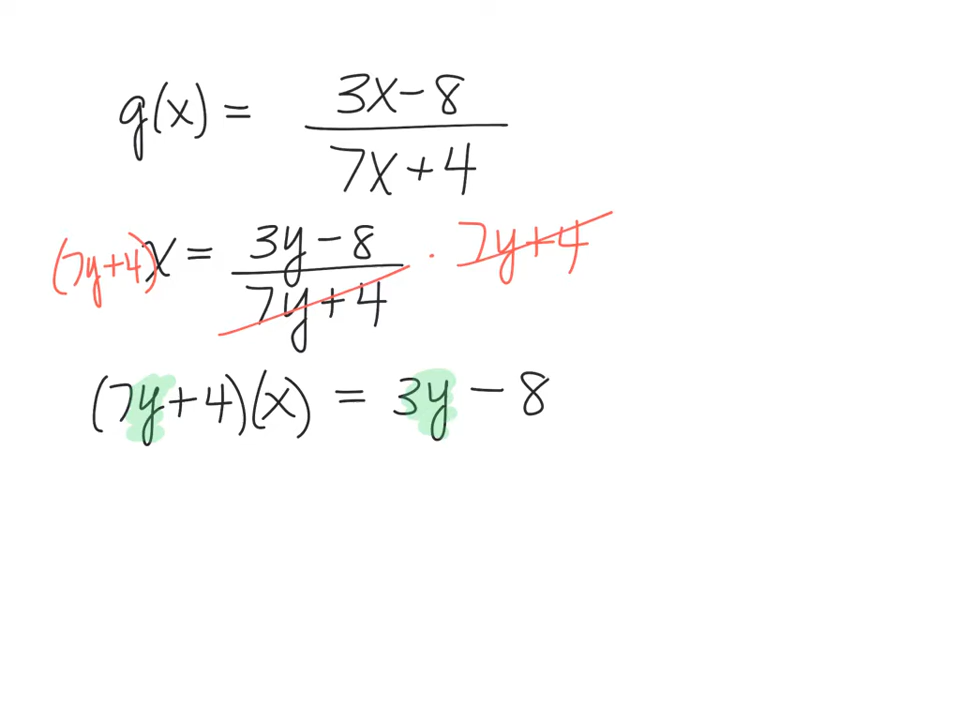 g(x) = (3x-8)/(7x+4)
(7y+4)x = (3y-8)/(7y+4) · 7y+4
(7y+4)(x) = 3y-8